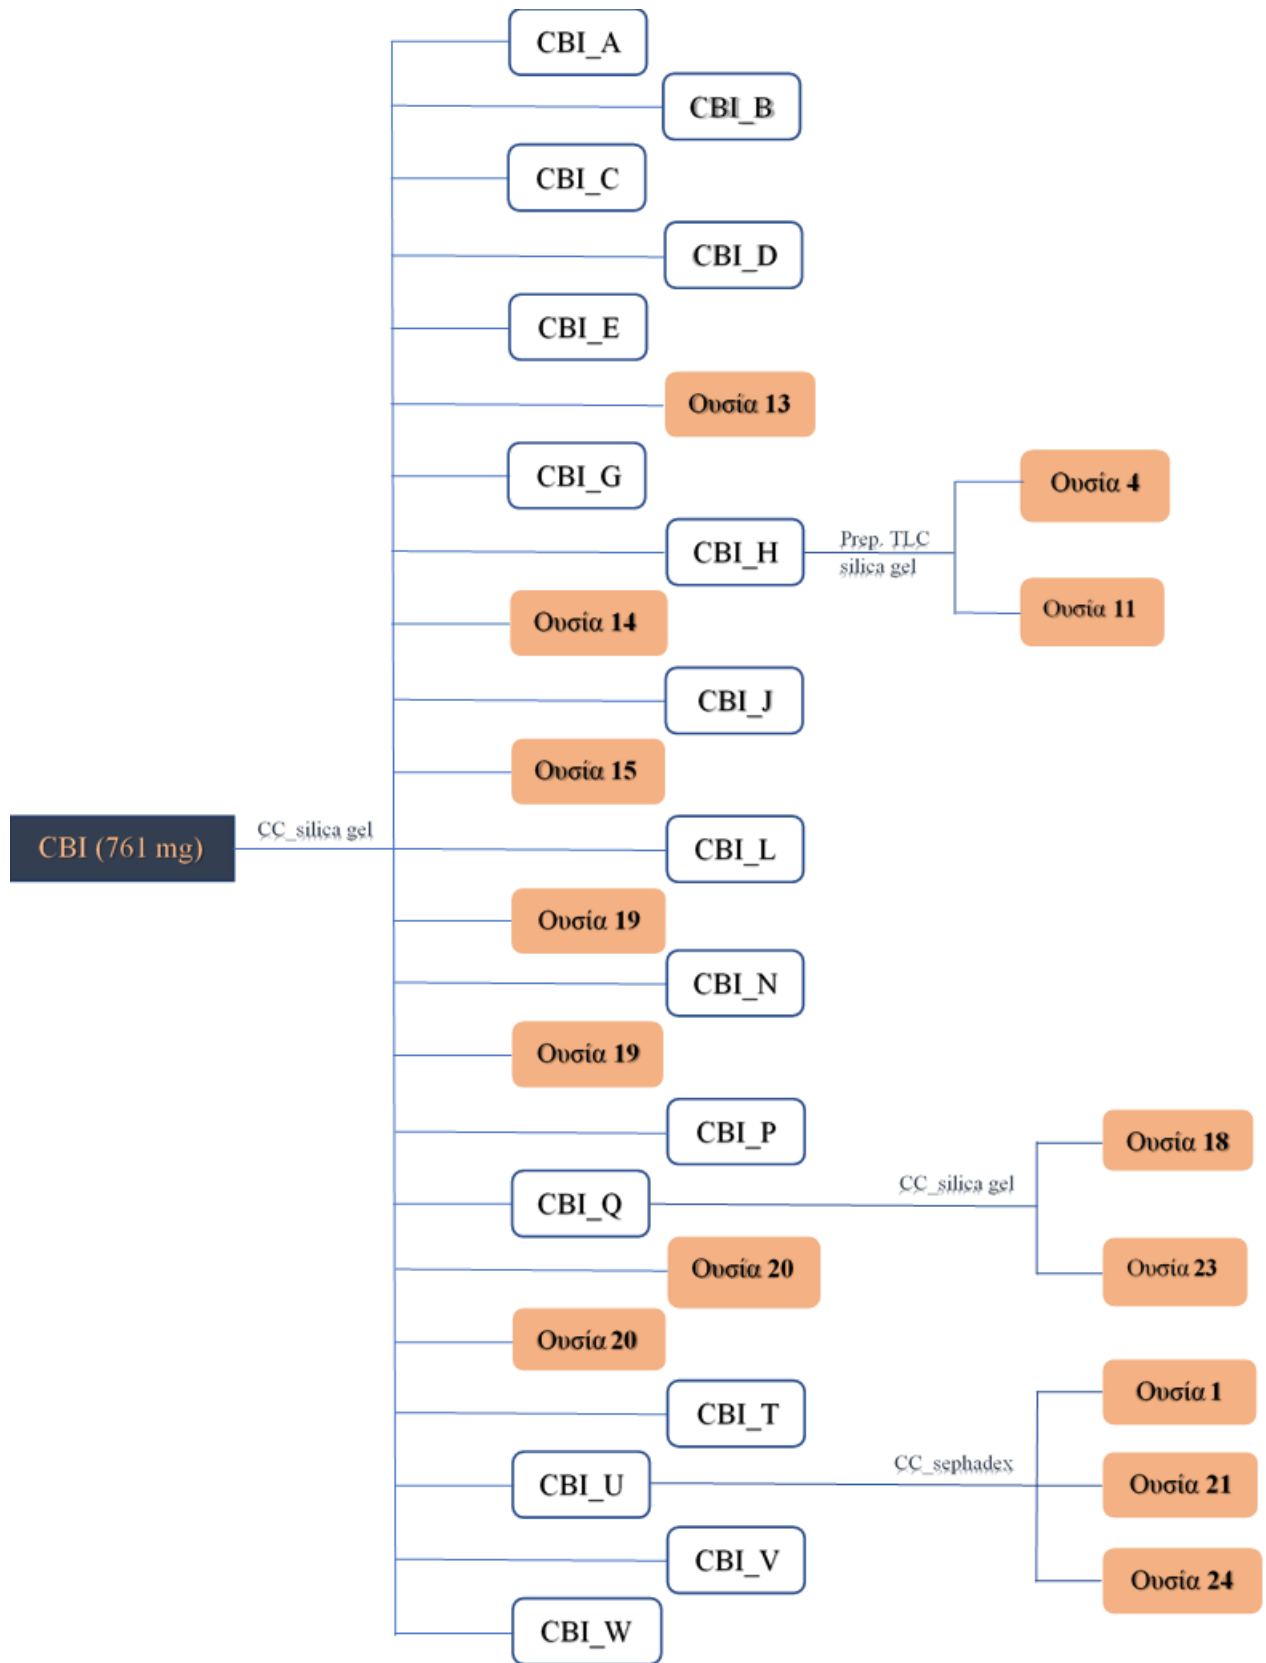 CBI_A
CBI_B
CBI_C
CBI_D
CBI_E
Ουσία 13
CBI_G
Ουσία 4
CBI_H
Prep. TLC
silica gel
Ουσία 11
Ουσία 14
CBI_J
Ουσία 15
CBI (761 mg)
CC_silica gel
CBI_L
Ουσία 19
CBI_N
Ουσία 19
CBI_P
Ουσία 18
CBI_Q
CC_silica gel
Ουσία 20
Ουσία 23
Ουσία 20
Ουσία 1
CBI_T
CBI_U
CC_sephadex
Ουσία 21
CBI_V
Ουσία 24
CBI_W